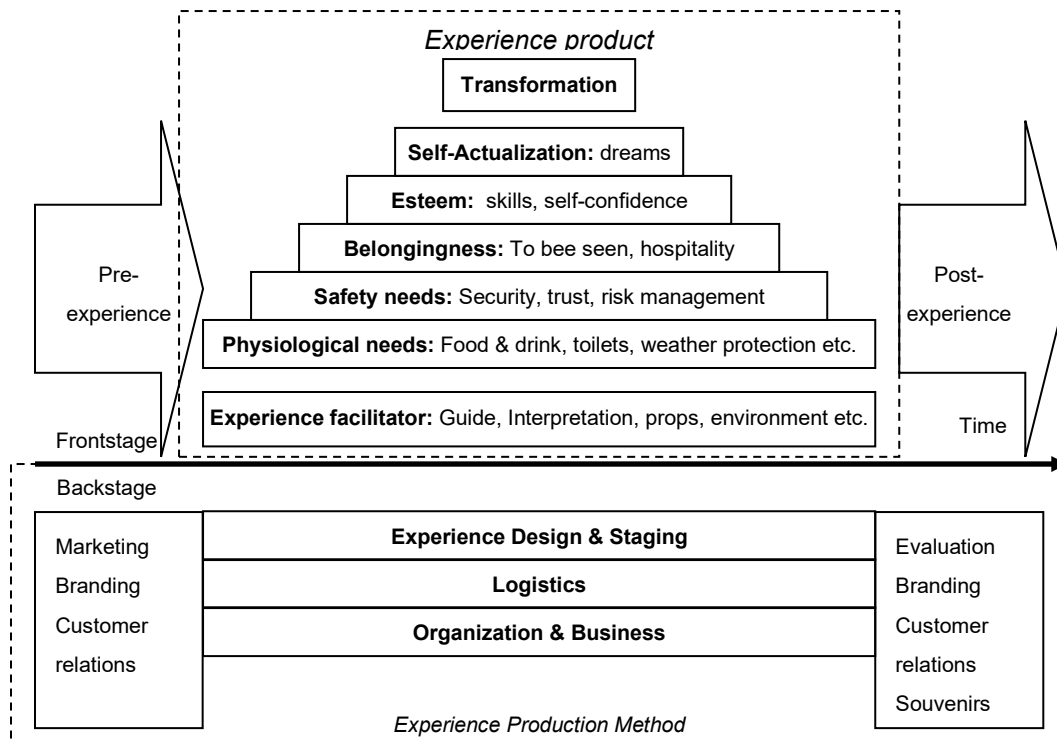 Experience product
Transformation
Self-Actualization: dreams
Esteem:  skills, self-confidence
Belongingness: To bee seen, hospitality
Safety needs: Security, trust, risk management
Physiological needs: Food & drink, toilets, weather protection etc.
Experience facilitator: Guide, Interpretation, props, environment etc.
Pre-
experience
Post-
experience
Frontstage
Time
Backstage
Marketing
Branding
Customer
relations
Experience Design & Staging
Logistics
Organization & Business
Evaluation
Branding
Customer
relations
Souvenirs
Experience Production Method